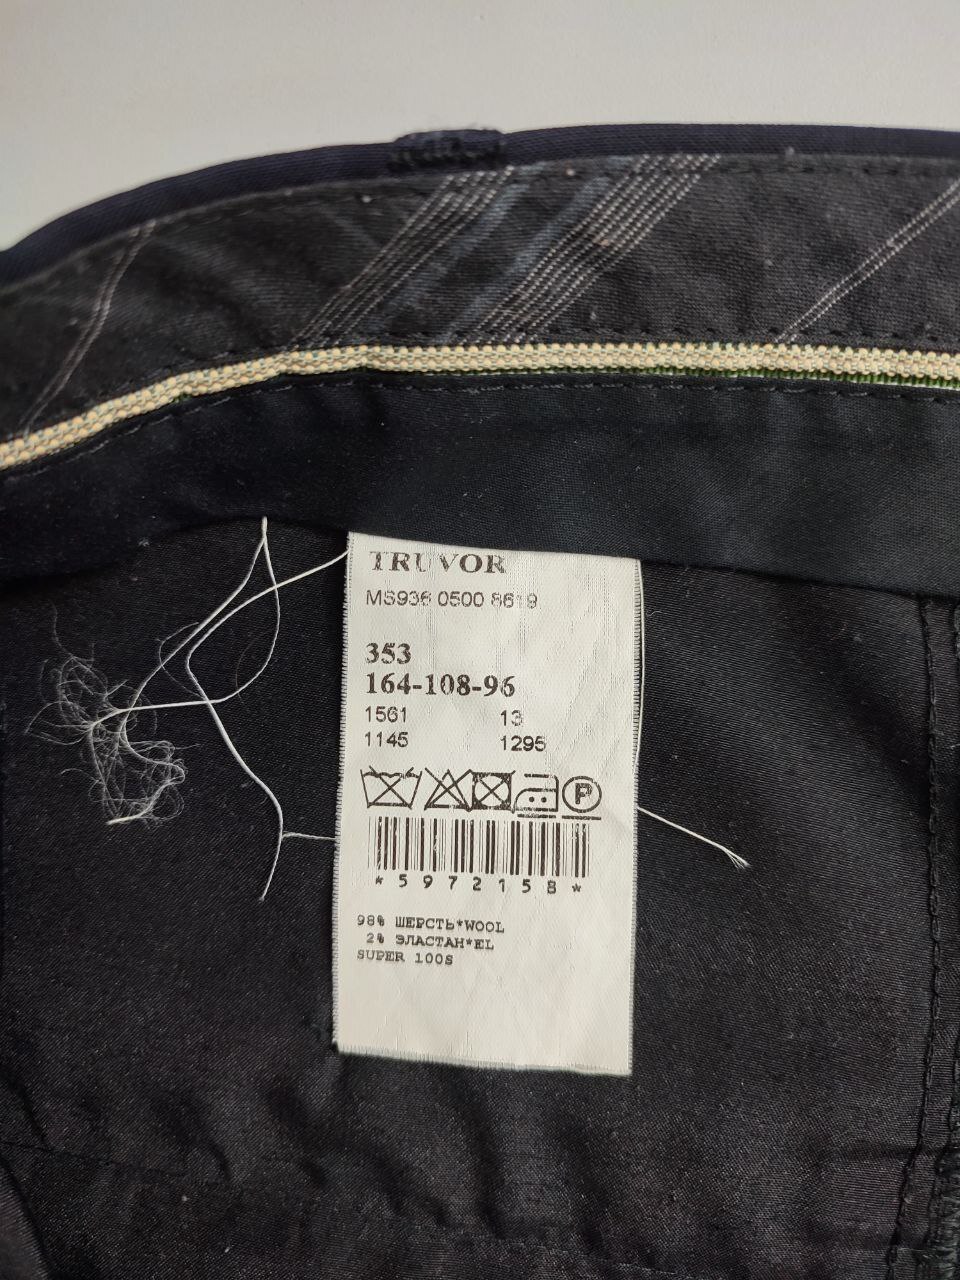 TRUVOR
MS936 0500 8619
353
164-108-96
1561 13
1145 1295
P
*5972158*
98% ШЕРСТЬ*WOOL
2% ЭЛАСТАН*EL
SUPER 100S